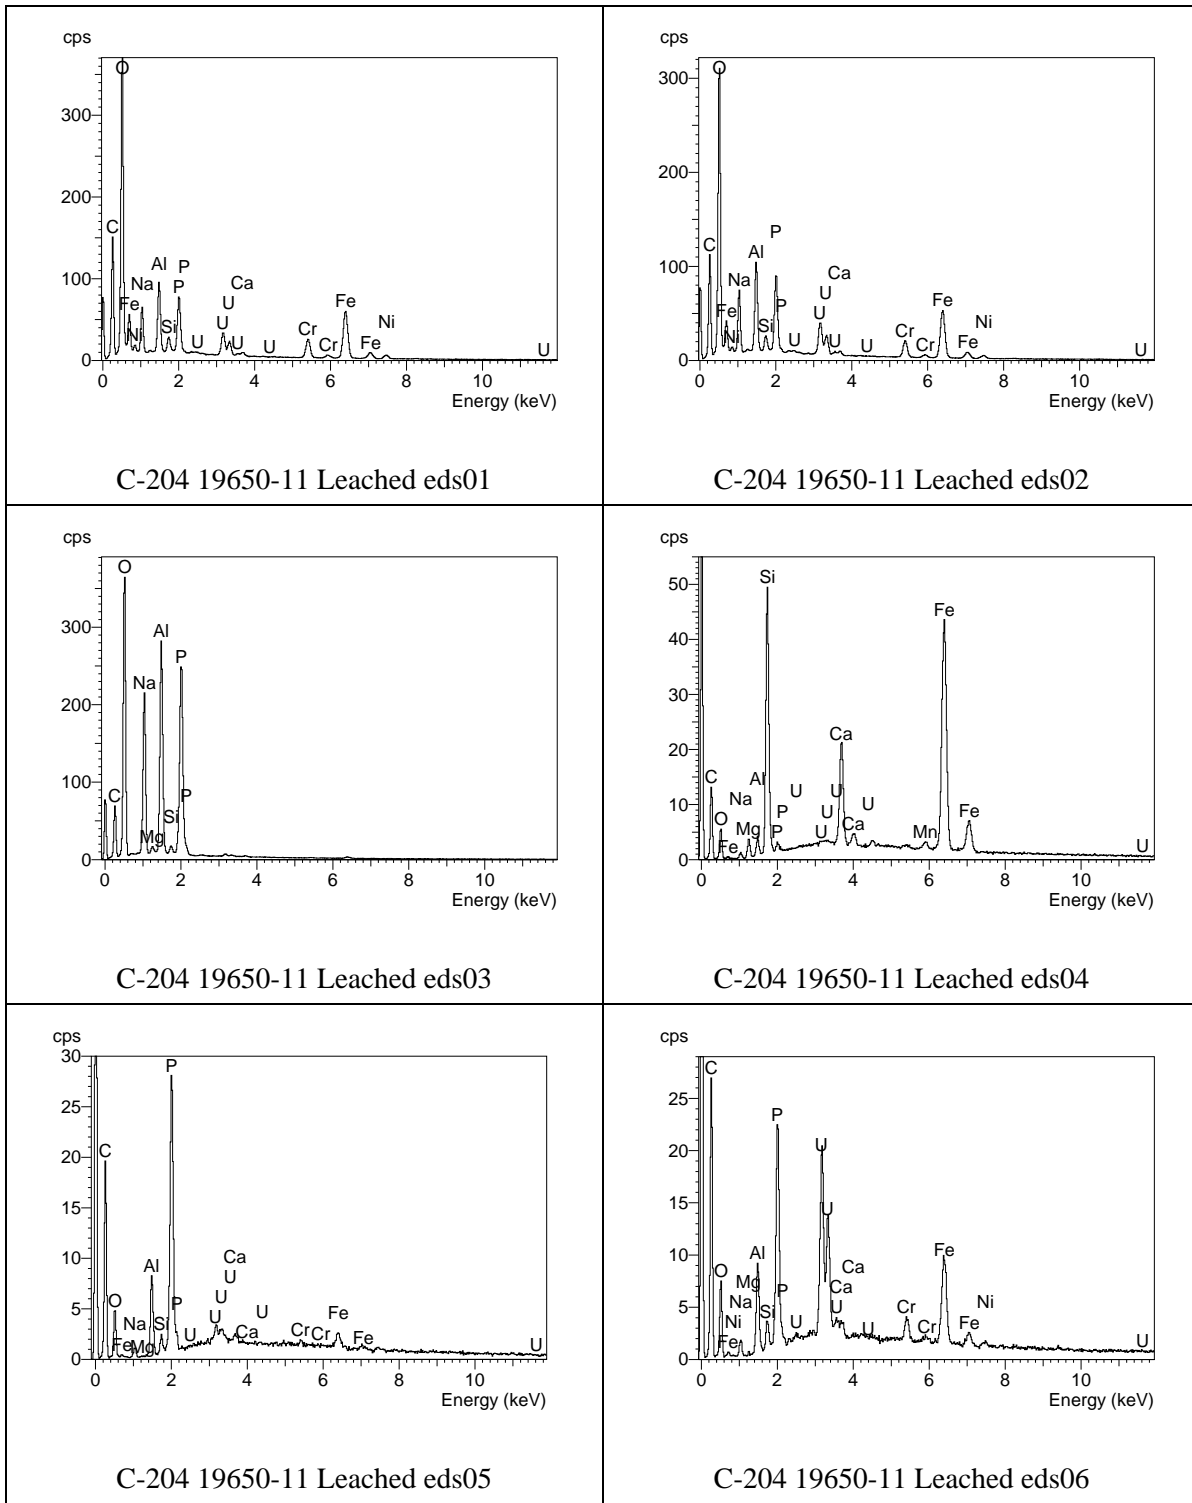 cps
O
300
200
C
P
Al
Na
P
100
Fe
U
Ca
Si
U
Fe
Ni
Ni
U
U
U
Cr
Cr
Fe
U
0
0 2 4 6 8 10
Energy (keV)
C-204 19650-11 Leached eds01
cps
O
300
200
P
C
Al
100
Na
Ca
Fe
P
U
Fe
Ni
Si
U
U
U
U
Cr
Cr
Fe
Ni
U
0
0 2 4 6 8 10
Energy (keV)
C-204 19650-11 Leached eds02
cps
O
300
Al
P
200
Na
100
C
P
Si
Mg
0
0 2 4 6 8 10
Energy (keV)
C-204 19650-11 Leached eds03
cps
50
Si
Fe
40
30
20
Ca
C
Al
10
Na
U
U
U
P
U
Fe
O
Mg
P
U
Ca
Mn
Fe
U
0
0 2 4 6 8 10
Energy (keV)
C-204 19650-11 Leached eds04
cps
30
P
25
20
C
15
10
Ca
Al
U
5
O
P
U
U
U
Fe
Na
Si
U
Ca
Cr
Cr
Fe
Fe
Mg
U
0
0 2 4 6 8 10
Energy (keV)
C-204 19650-11 Leached eds05
cps
C
25
P
20
U
15
U
10
Al
Fe
O
Mg
Ca
P
Ca
5
Na
Si
U
Cr
Ni
Ni
U
U
Cr
Fe
Fe
U
0
0 2 4 6 8 10
Energy (keV)
C-204 19650-11 Leached eds06